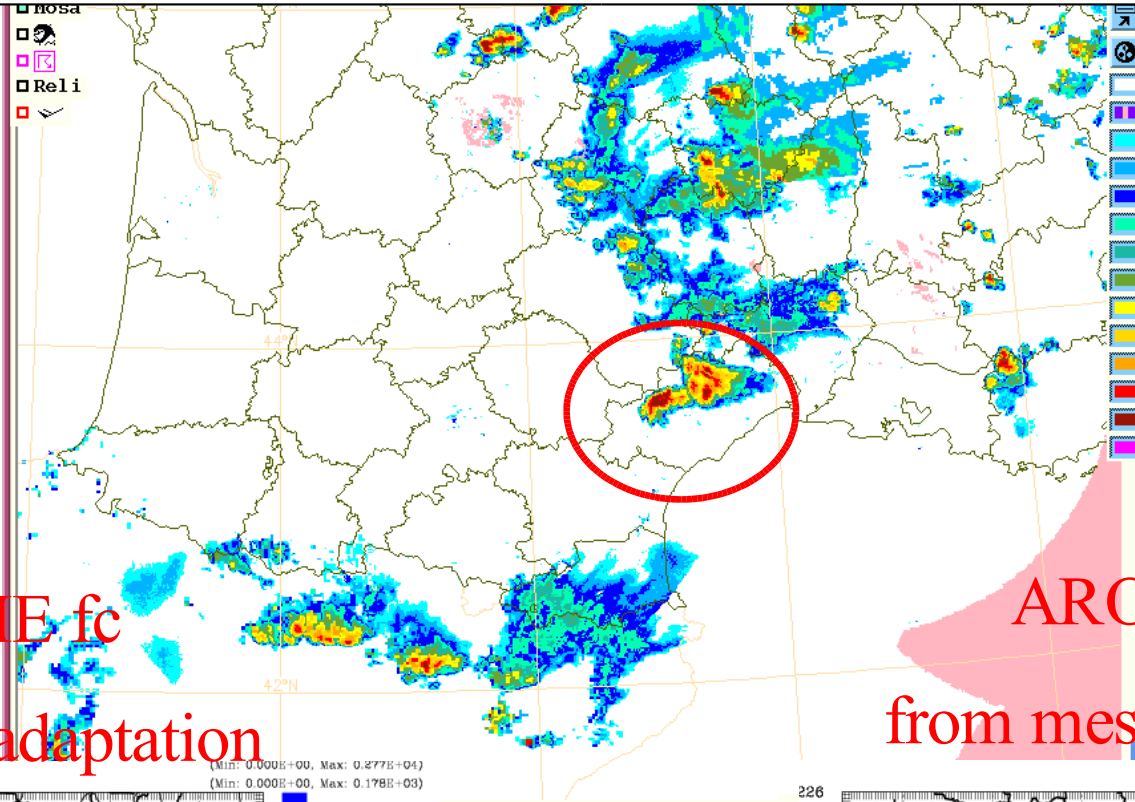 Mosa
Reli
44°N
42°N
IE fc
adaptation
ARO
from mes
(Min: 0.000E+00, Max: 0.277E+04)
(Min: 0.000E+00, Max: 0.178E+03)
226